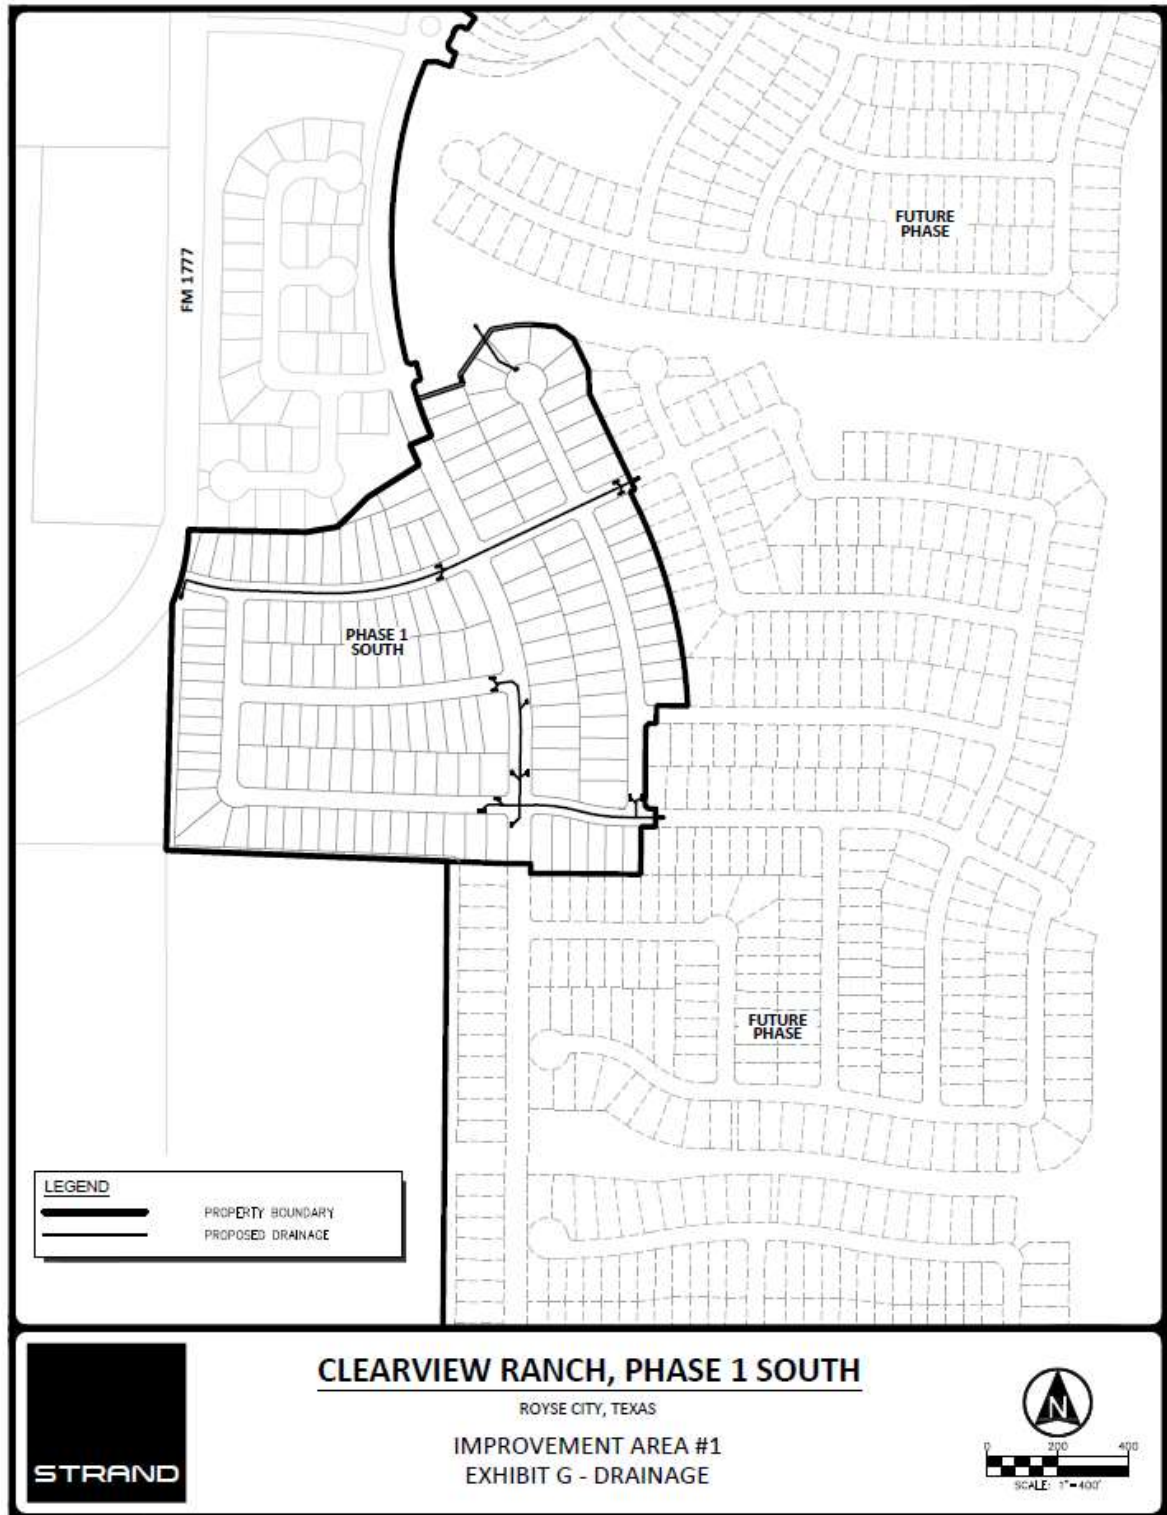 FUTURE
PHASE
FM 1777
PHASE 1
SOUTH
FUTURE
PHASE
LEGEND
PROPERTY BOUNDARY
PROPOSED DRAINAGE
STRAND
CLEARVIEW RANCH, PHASE 1 SOUTH
ROYSE CITY, TEXAS
IMPROVEMENT AREA #1
EXHIBIT G - DRAINAGE
N
0 200 400
SCALE: 1"=400'